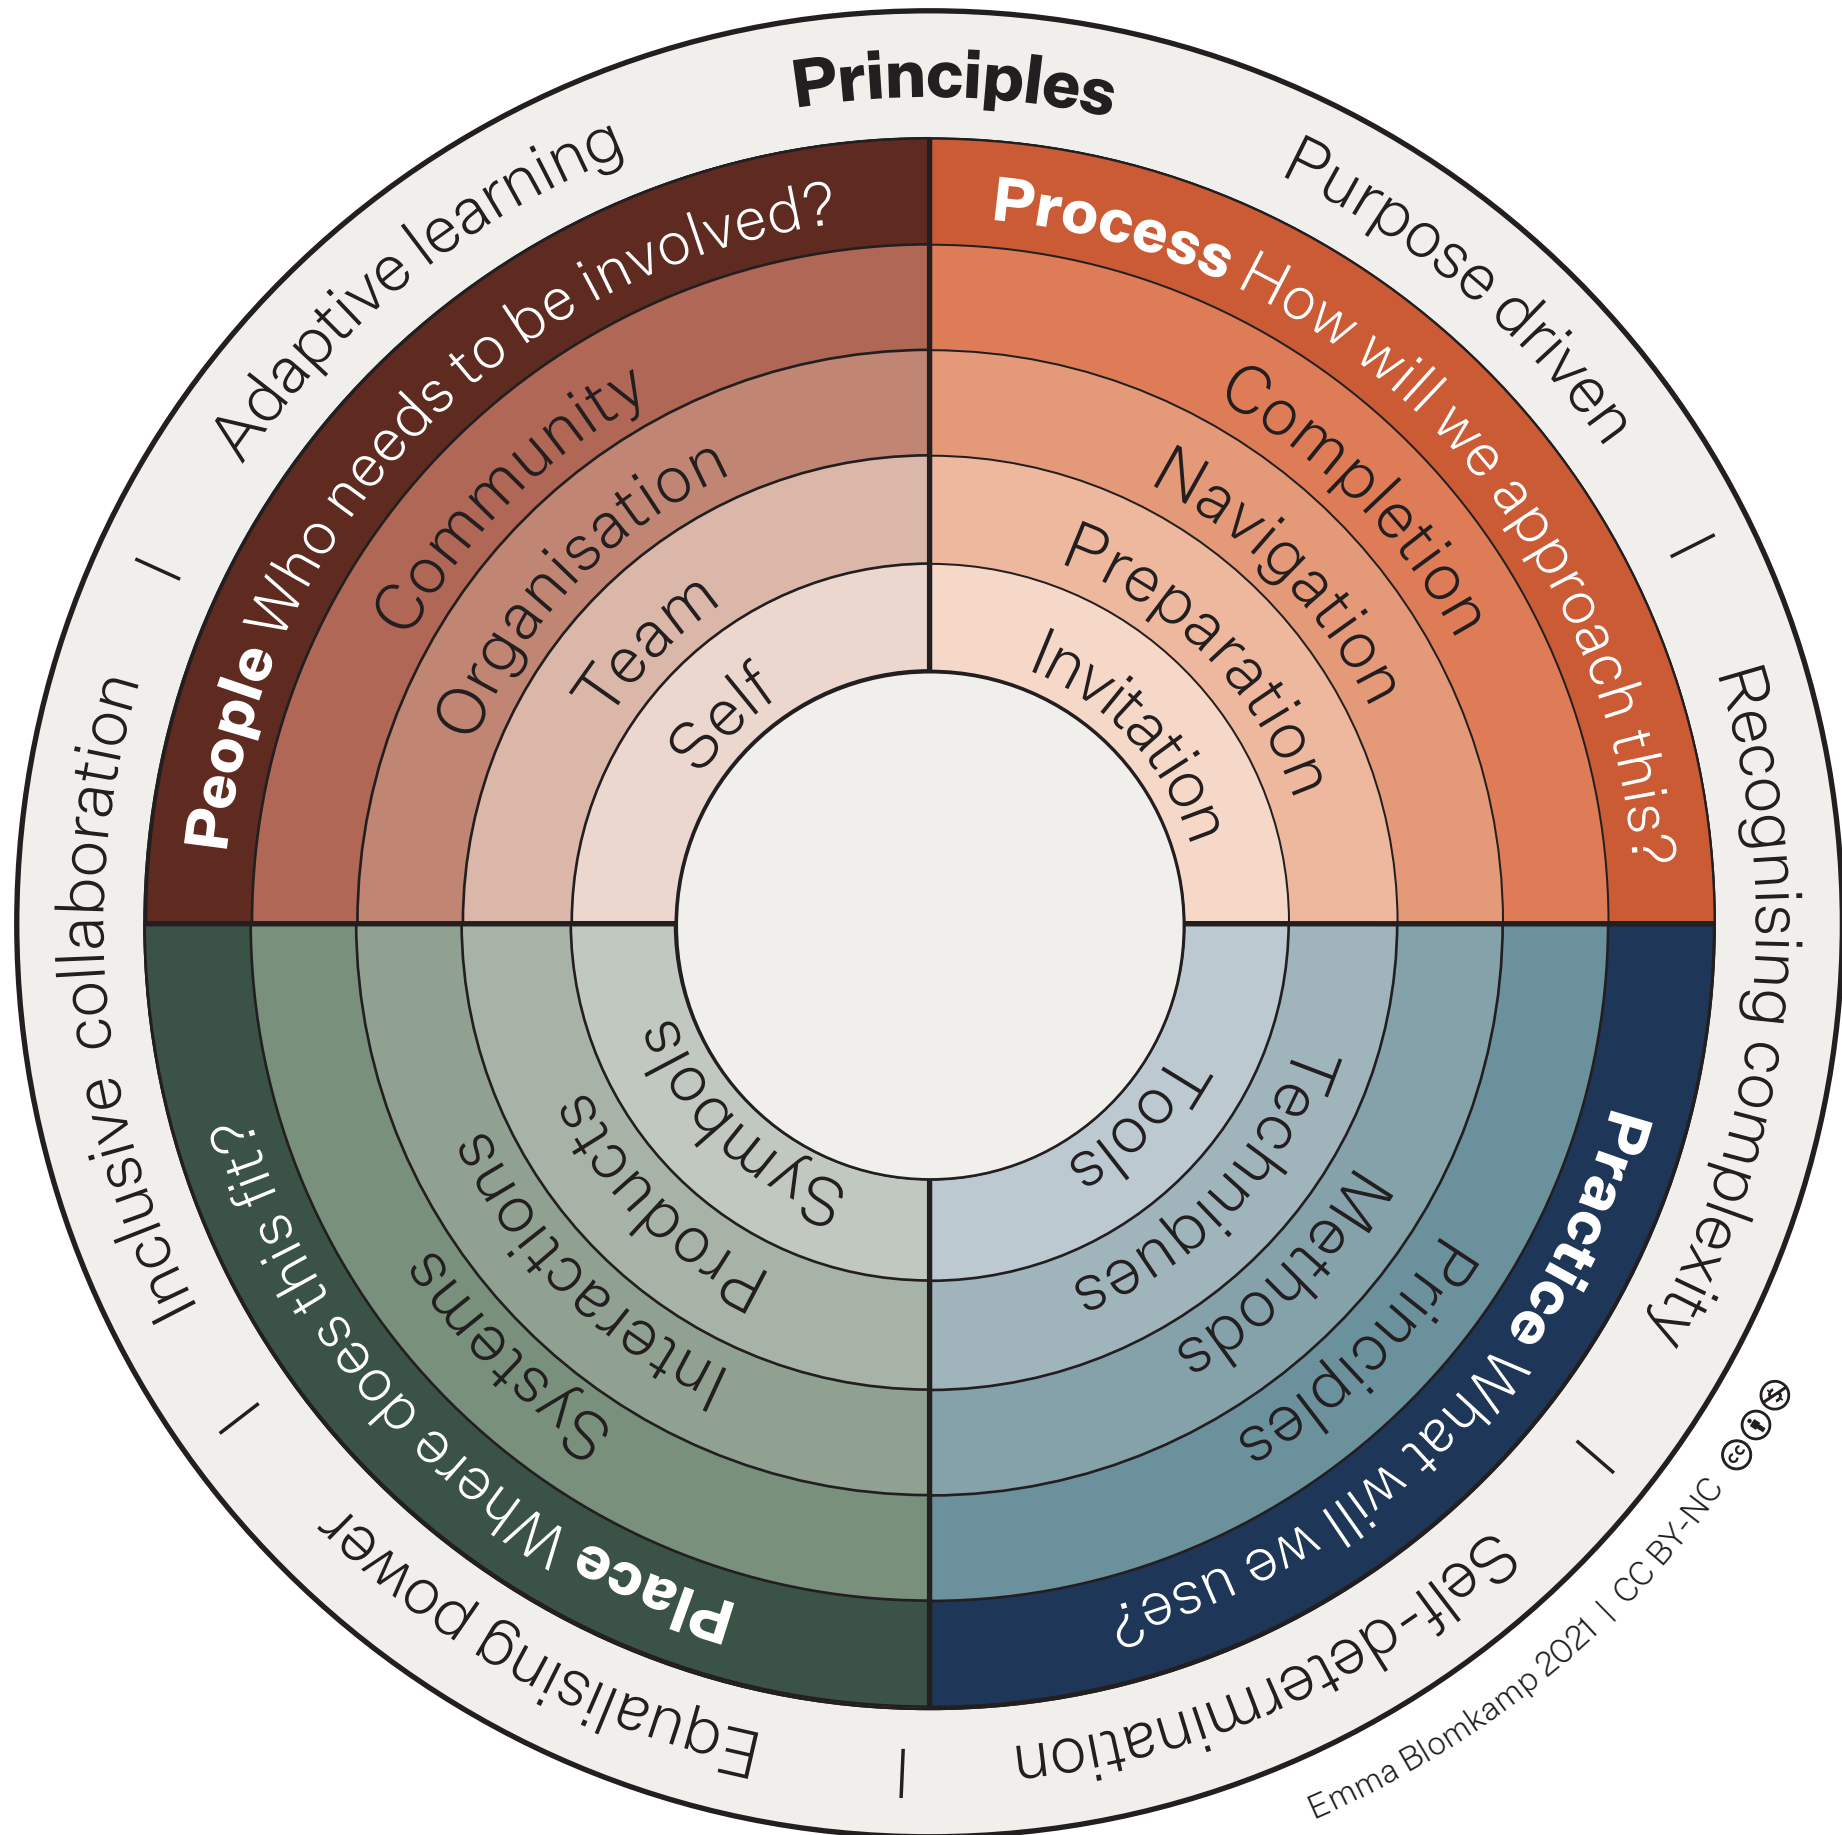 Principles
Purpose driven
|
Recognising complexity
|
Self-determination
|
Equalising power
|
Inclusive collaboration
|
Adaptive learning
People Who needs to be involved?
Community
Organisation
Team
Self
Process How will we approach this?
Completion
Navigation
Preparation
Invitation
Practice What will we use?
Principles
Methods
Techniques
Tools
Place Where does this fit?
Systems
Interactions
Products
Symbols
Emma Blomkamp 2021 | CC BY-NC
cc